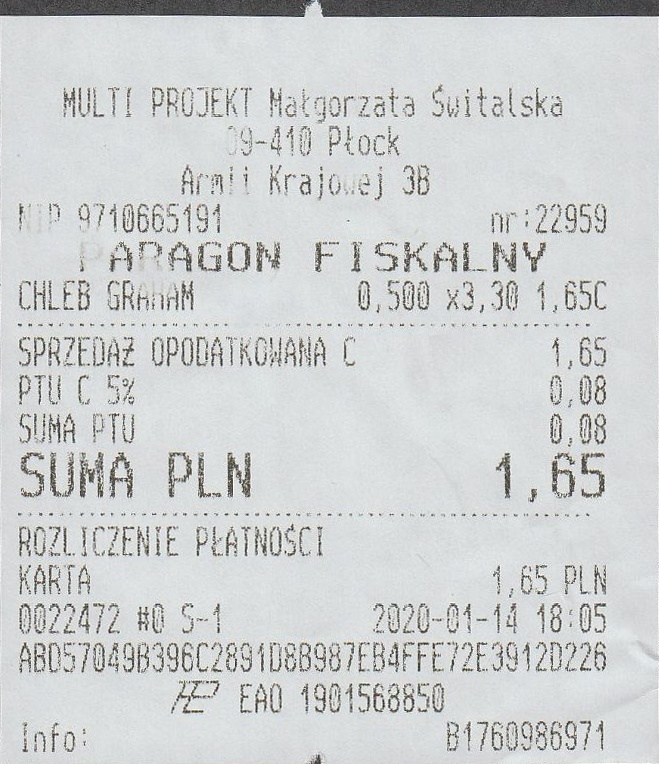 MULTI PROJEKT Małgorzata Świtalska
09-410 Płock
Armii Krajowej 3B
NIP 9710665191 nr:22959
PARAGON FISKALNY
CHLEB GRAHAM 0,500 x3,30 1,65C
SPRZEDAŻ OPODATKOWANA C 1,65
PTU C 5% 0,08
SUMA PTU 0,08
SUMA PLN 1,65
ROZLICZENIE PŁATNOŚCI
KARTA 1,65 PLN
0022472 #0 S-1 2020-01-14 18:05
ABD57049B396C2891D8B987EB4FFE72E3912D226
EAO 1901568850
Info: B1760986971